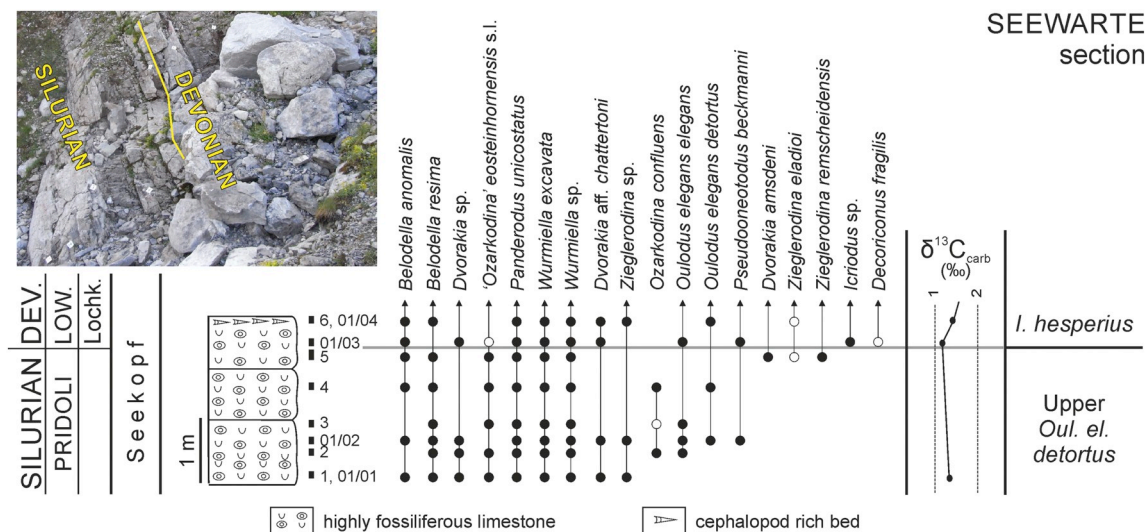 SEEWARTE
section
SILURIAN
DEVONIAN
Belodella anomalis
Belodella resima
Dvorakia sp.
'Ozarkodina' eosteinhornensis s.l.
Panderodus unicostatus
Wurmiella excavata
Wurmiella sp.
Dvorakia aff. chattertoni
Zieglerodina sp.
Ozarkodina confluens
Oulodus elegans elegans
Oulodus elegans detortus
Pseudooneotodus beckmanni
Dvorakia amsdeni
Zieglerodina eladioi
Zieglerodina remscheidensis
Icriodus sp.
Decoriconus fragilis
δ13Ccarb
(‰)
1 2
SILURIAN DEV.
PRIDOLI LOW.
Lochk.
Seekopf
1 m
6, 01/04
01/03
5
4
3
01/02
2
1, 01/01
I. hesperius
Upper
Oul. el.
detortus
highly fossiliferous limestone
cephalopod rich bed